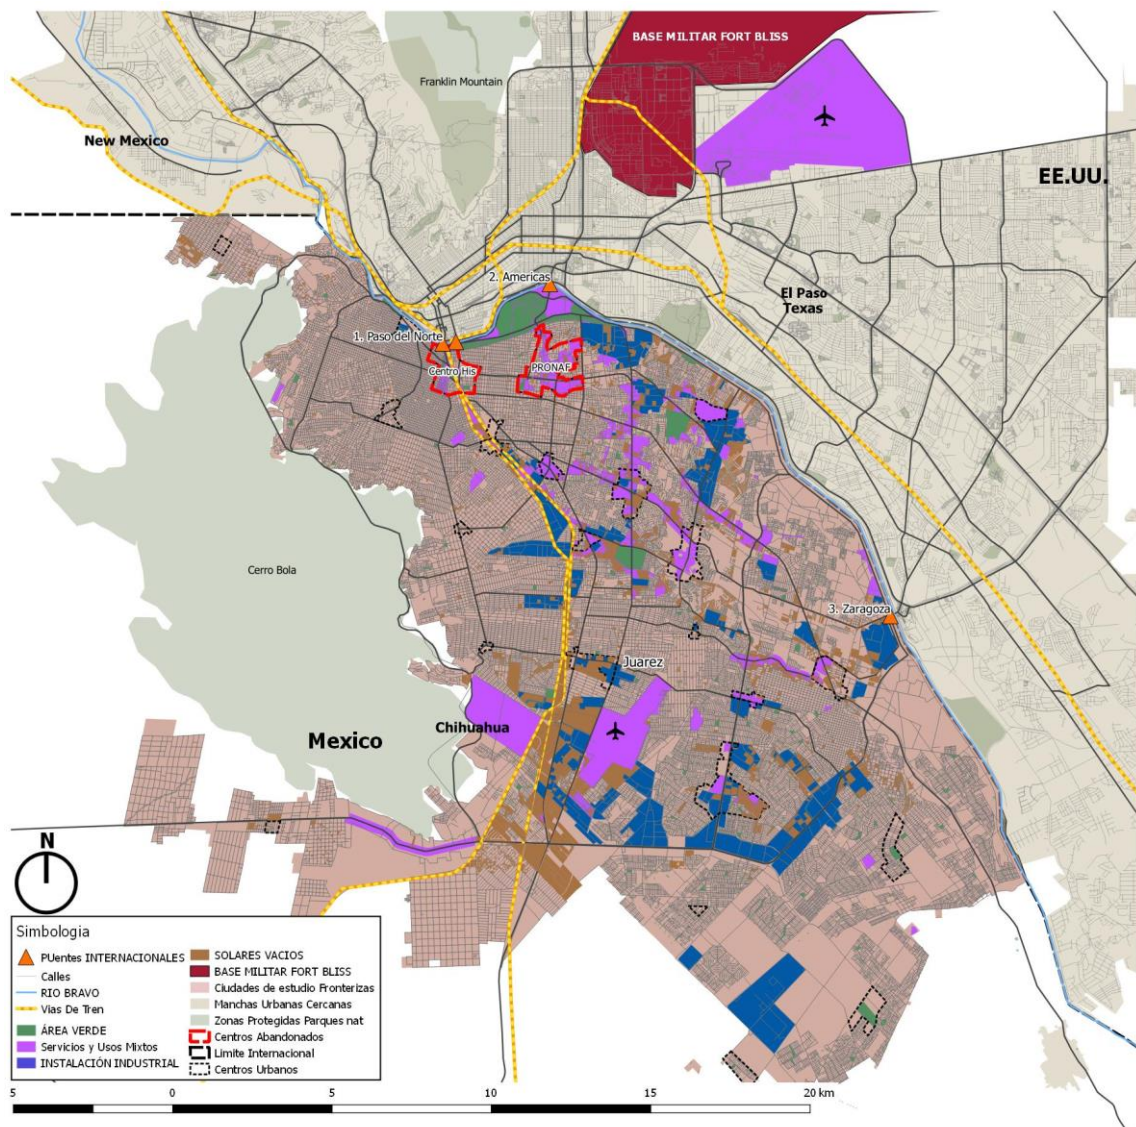 BASE MILITAR FORT BLISS
Franklin Mountain
New Mexico
EE.UU.
2. Americas
El Paso
Texas
1. Paso del Norte
Centro His
PRONAF
Cerro Bola
3. Zaragoza
Juarez
Chihuahua
Mexico
N
Simbologia
PUentes INTERNACIONALES
Calles
RIO BRAVO
Vias De Tren
ÁREA VERDE
Servicios y Usos Mixtos
INSTALACIÓN INDUSTRIAL
SOLARES VACIOS
BASE MILITAR FORT BLISS
Ciudades de estudio Fronterizas
Manchas Urbanas Cercanas
Zonas Protegidas Parques nat
Centros Abandonados
Limite Internacional
Centros Urbanos
5 0 5 10 15 20 km